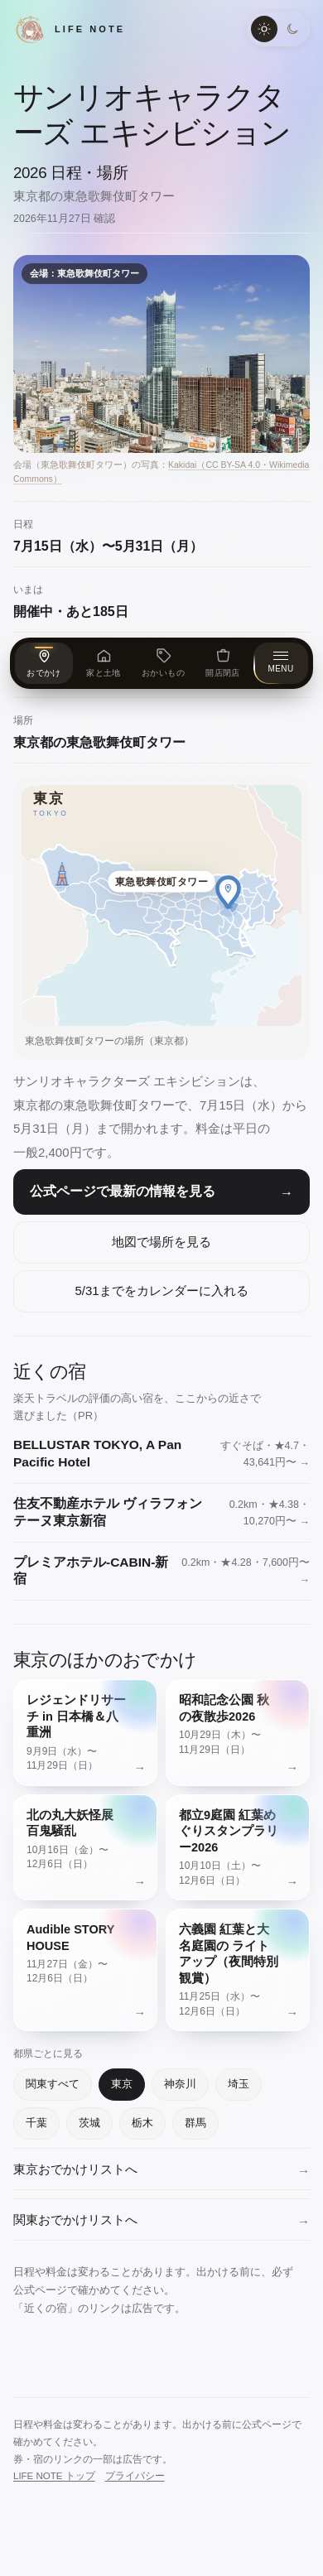 LIFE NOTE
サンリオキャラクタ
ーズ エキシビション
2026 日程・場所
東京都の東急歌舞伎町タワー
2026年11月27日 確認
会場：東急歌舞伎町タワー
会場（東急歌舞伎町タワー）の写真：Kakidai（CC BY-SA 4.0・Wikimedia
Commons）
日程
7月15日（水）〜5月31日（月）
いまは
開催中・あと185日
おでかけ
家と土地
おかいもの
開店閉店
MENU
場所
東京都の東急歌舞伎町タワー
東京
TOKYO
東急歌舞伎町タワー
東急歌舞伎町タワーの場所（東京都）
サンリオキャラクターズ エキシビションは、
東京都の東急歌舞伎町タワーで、7月15日（水）から
5月31日（月）まで開かれます。料金は平日の
一般2,400円です。
公式ページで最新の情報を見る →
地図で場所を見る
5/31までをカレンダーに入れる
近くの宿
楽天トラベルの評価の高い宿を、ここからの近さで
選びました（PR）
BELLUSTAR TOKYO, A Pan
Pacific Hotel
すぐそば・★4.7・
43,641円〜 →
住友不動産ホテル ヴィラフォン
テーヌ東京新宿
0.2km・★4.38・
10,270円〜 →
プレミアホテル-CABIN-新
宿
0.2km・★4.28・7,600円〜
→
東京のほかのおでかけ
レジェンドリサー
チ in 日本橋＆八
重洲
9月9日（水）〜
11月29日（日）
→
昭和記念公園 秋
の夜散歩2026
10月29日（木）〜
11月29日（日）
→
北の丸大妖怪展
百鬼騒乱
10月16日（金）〜
12月6日（日）
→
都立9庭園 紅葉め
ぐりスタンプラリ
ー2026
10月10日（土）〜
12月6日（日）
→
Audible STORY
HOUSE
11月27日（金）〜
12月6日（日）
→
六義園 紅葉と大
名庭園の ライト
アップ（夜間特別
観賞）
11月25日（水）〜
12月6日（日）
→
都県ごとに見る
関東すべて
東京
神奈川
埼玉
千葉
茨城
栃木
群馬
東京おでかけリストへ →
関東おでかけリストへ →
日程や料金は変わることがあります。出かける前に、必ず
公式ページで確かめてください。
「近くの宿」のリンクは広告です。
日程や料金は変わることがあります。出かける前に公式ページで
確かめてください。
券・宿のリンクの一部は広告です。
LIFE NOTE トップ プライバシー